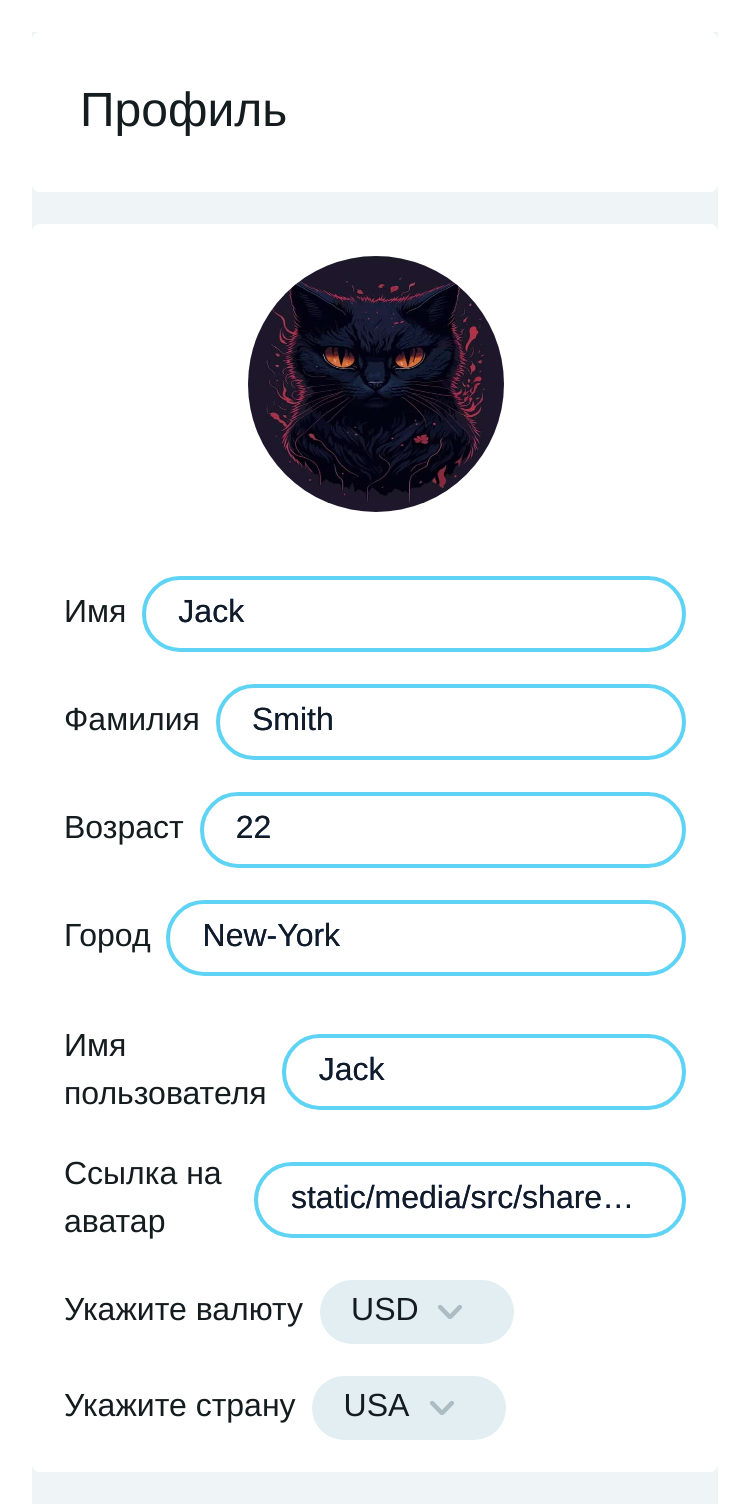 Профиль
Имя Jack
Фамилия Smith
Возраст 22
Город New-York
Имя
пользователя Jack
Ссылка на
аватар static/media/src/share…
Укажите валюту USD
Укажите страну USA